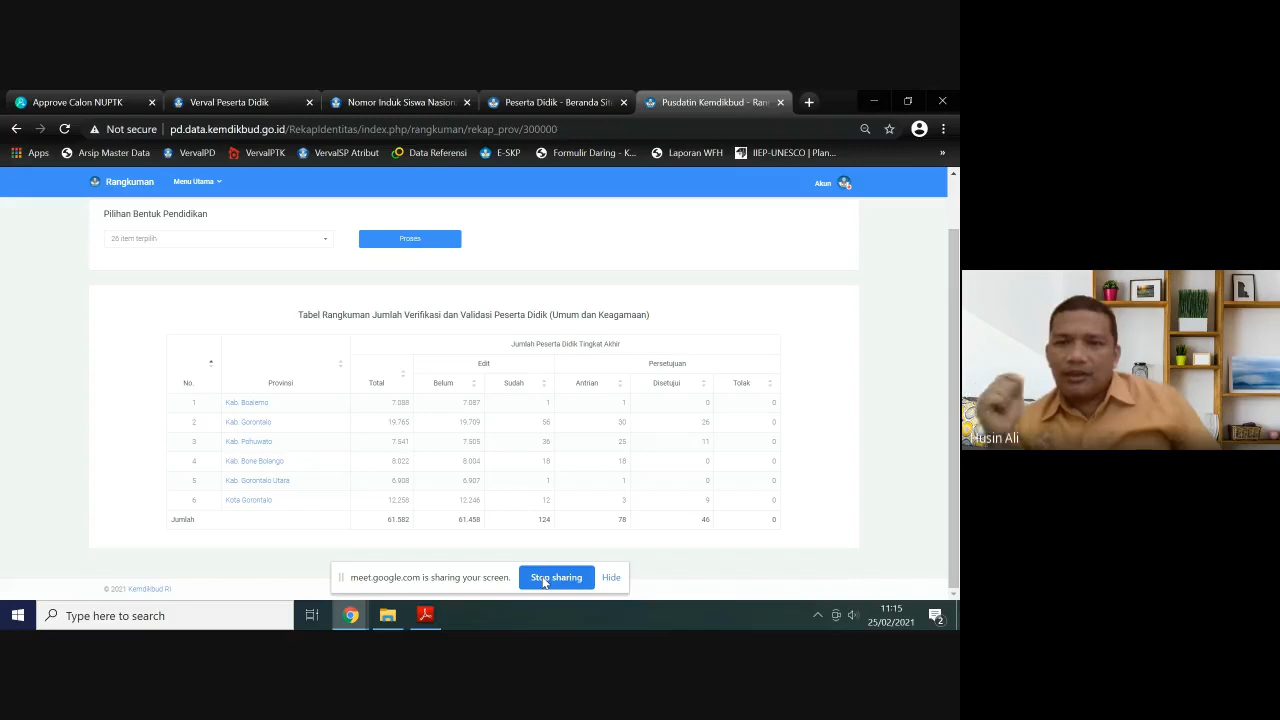 Approve Calon NUPTK
Verval Peserta Didik
Nomor Induk Siswa Nasion
Peserta Didik - Beranda Sit
Pusdatin Kemdikbud - Ran
Not secure pd.data.kemdikbud.go.id/RekapIdentitas/index.php/rangkuman/rekap_prov/300000
Apps Arsip Master Data VervalPD VervalPTK VervalSP Atribut Data Referensi E-SKP Formulir Daring - K... Laporan WFH IIEP-UNESCO | Plan... »
Rangkuman Menu Utama Akun
Pilihan Bentuk Pendidikan
26 item terpilih Proses
Tabel Rangkuman Jumlah Verifikasi dan Validasi Peserta Didik (Umum dan Keagamaan)
Jumlah Peserta Didik Tingkat Akhir
Edit Persetujuan
No. Provinsi Total Belum Sudah Antrian Disetujui Tolak
1 Kab. Boalemo 7.088 7.087 1 1 0 0
2 Kab. Gorontalo 19.765 19.709 56 30 26 0
3 Kab. Pohuwato 7.541 7.505 36 25 11 0
4 Kab. Bone Bolango 8.022 8.004 18 18 0 0
5 Kab. Gorontalo Utara 6.908 6.907 1 1 0 0
6 Kota Gorontalo 12.258 12.246 12 3 9 0
Jumlah 61.582 61.458 124 78 46 0
meet.google.com is sharing your screen. Stop sharing Hide
© 2021 Kemdikbud RI
Type here to search
11:15
25/02/2021
2
Husin Ali